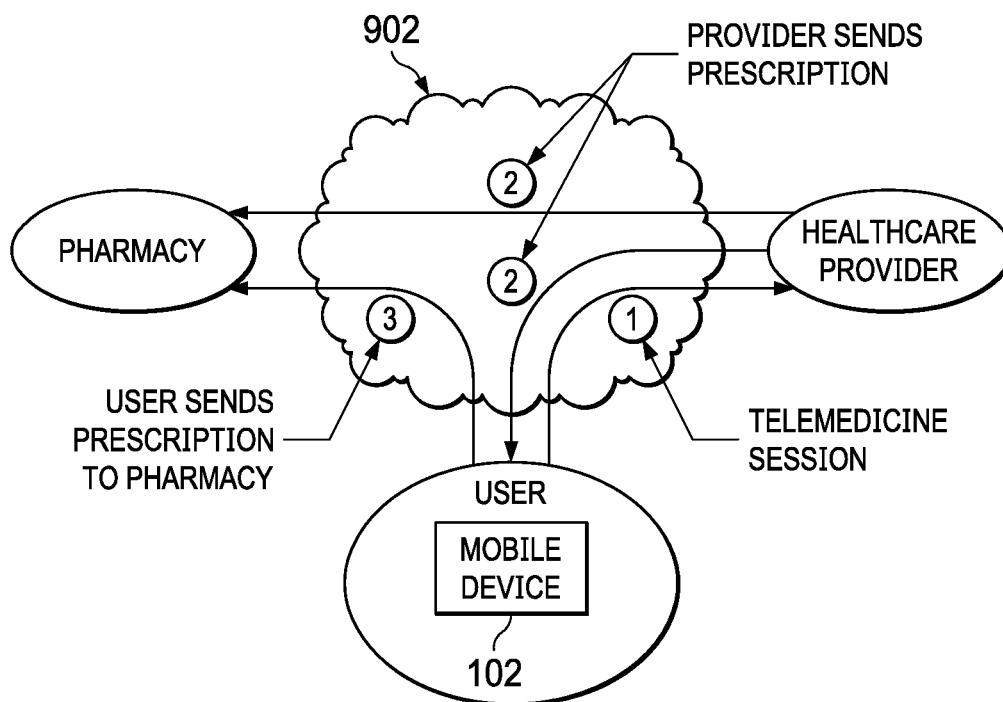 902
PROVIDER SENDS
PRESCRIPTION
2
PHARMACY
HEALTHCARE
PROVIDER
2
3
1
USER SENDS
PRESCRIPTION
TO PHARMACY
TELEMEDICINE
SESSION
USER
MOBILE
DEVICE
102